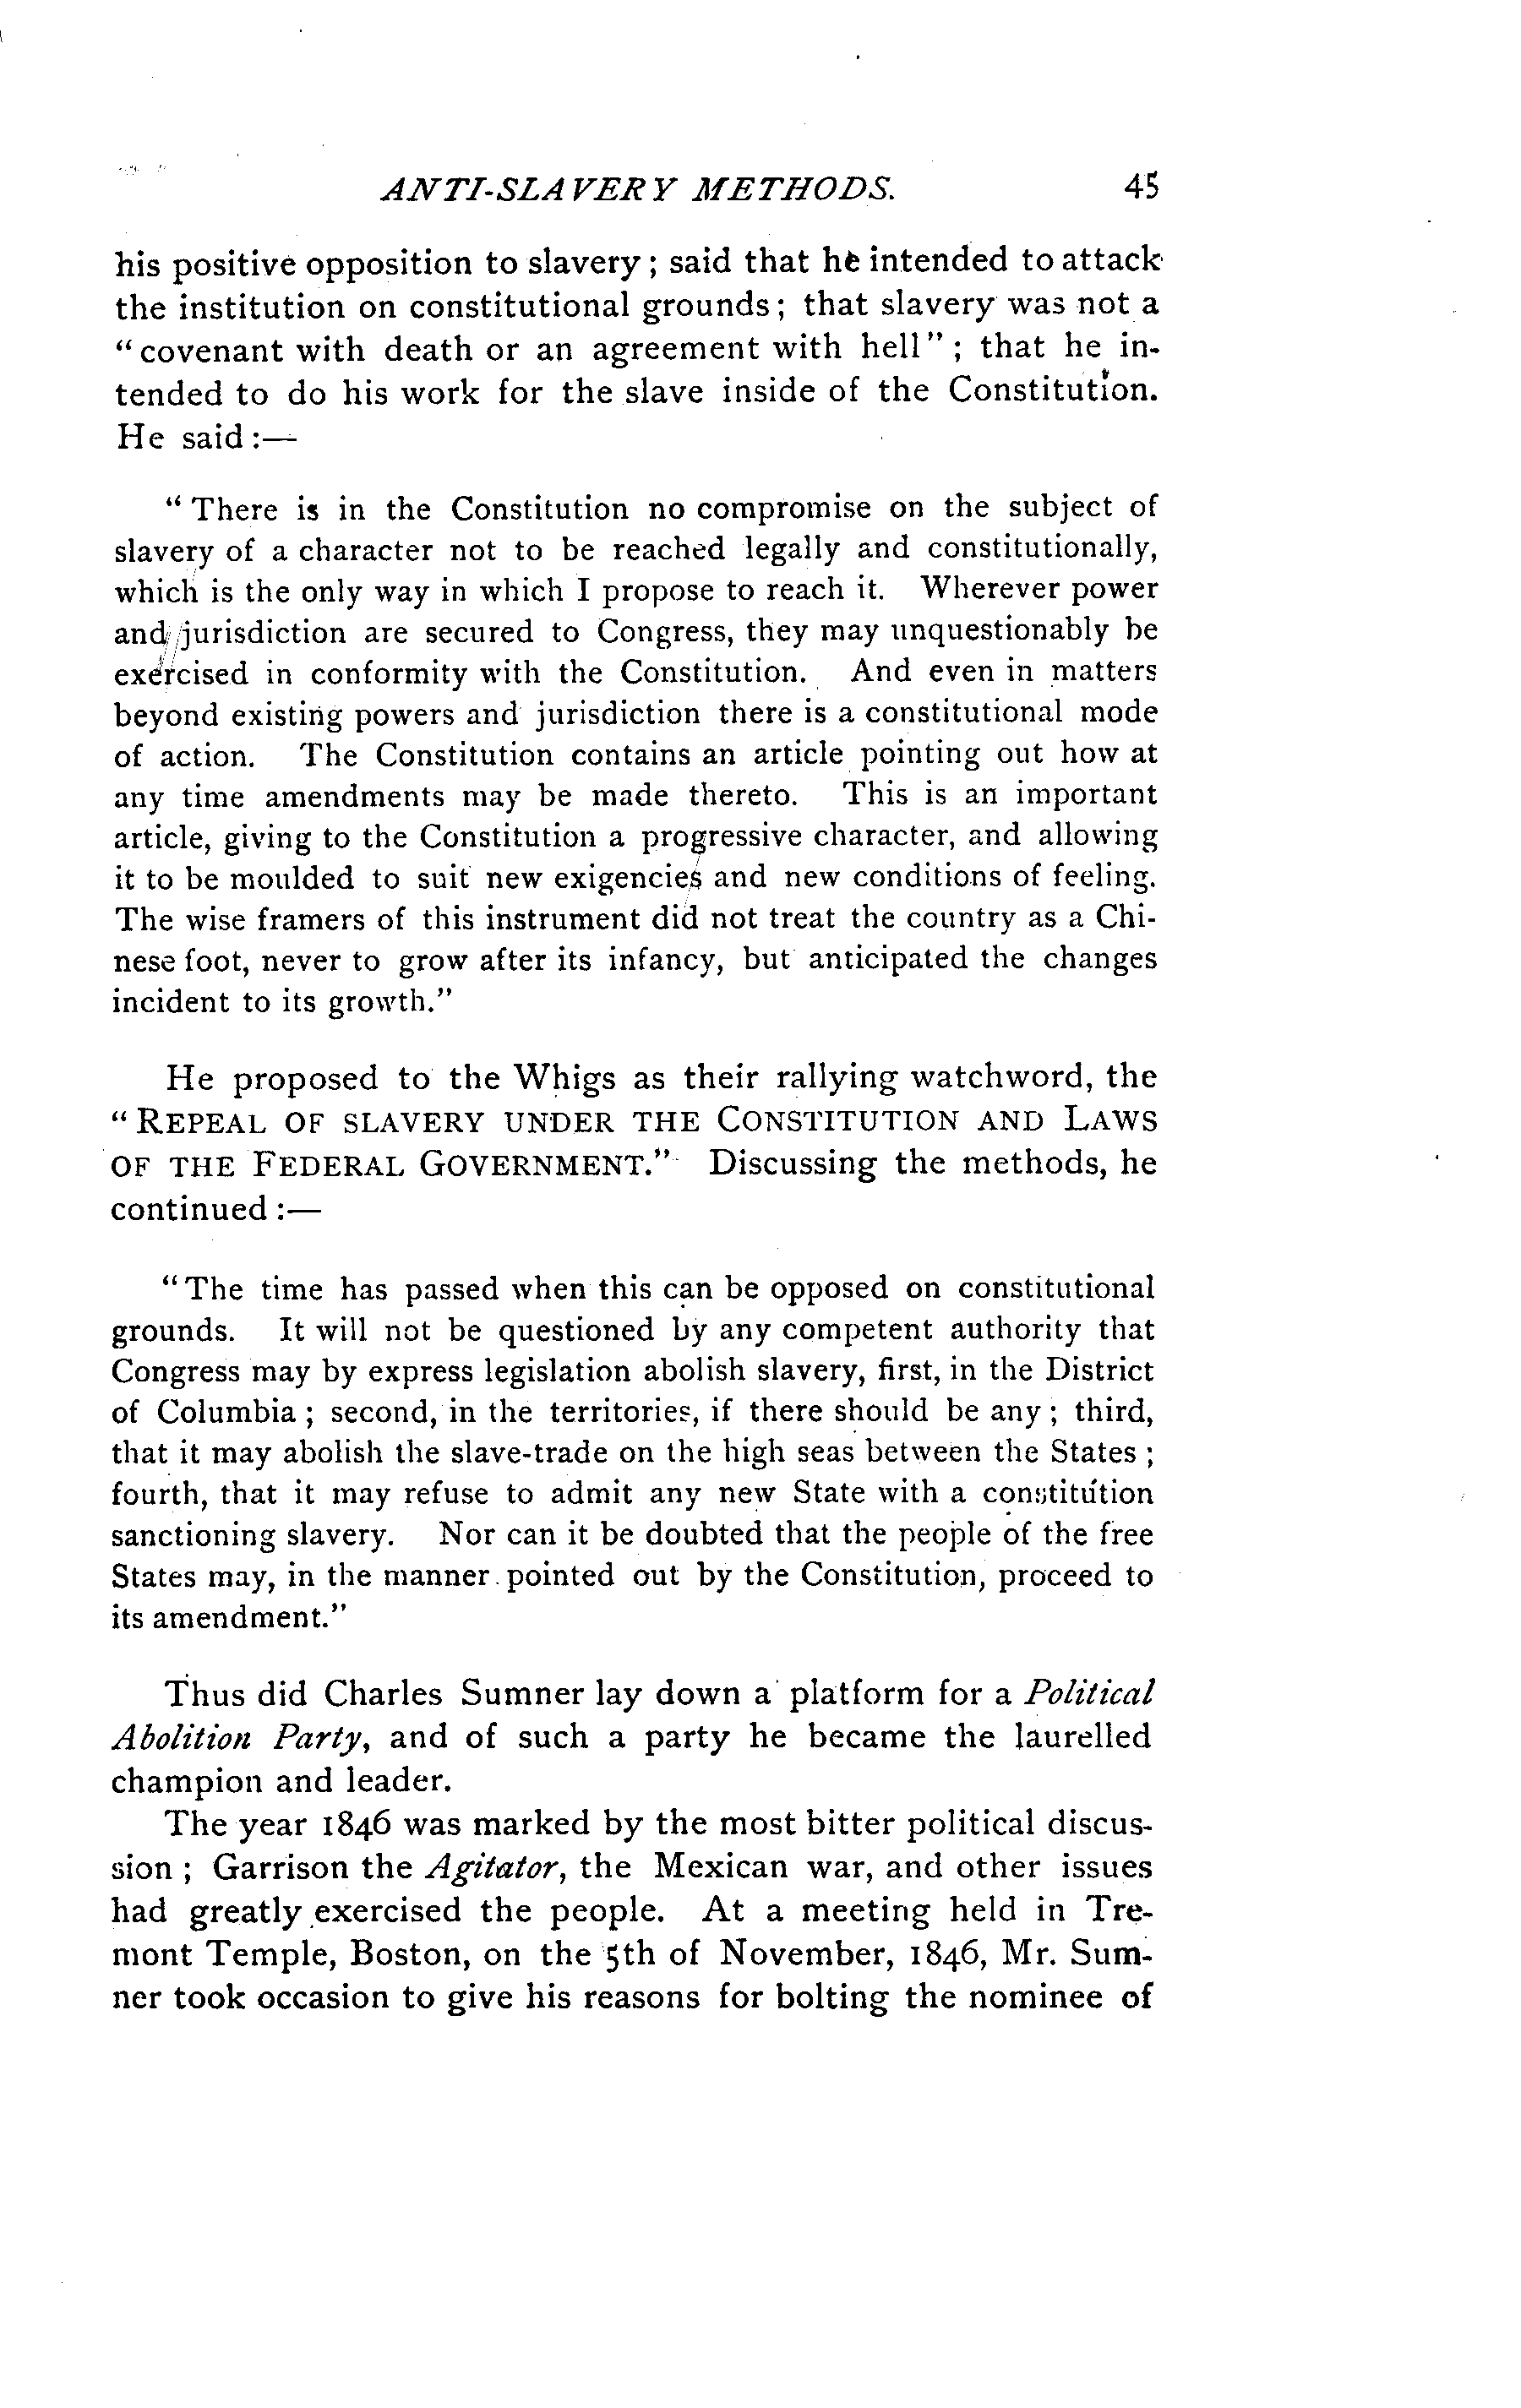 ANTI-SLAVERY METHODS. 45
his positive opposition to slavery; said that he intended to attack
the institution on constitutional grounds; that slavery was not a
"covenant with death or an agreement with hell"; that he in-
tended to do his work for the slave inside of the Constitution.
He said:—
"There is in the Constitution no compromise on the subject of
slavery of a character not to be reached legally and constitutionally,
which is the only way in which I propose to reach it. Wherever power
and jurisdiction are secured to Congress, they may unquestionably be
exercised in conformity with the Constitution. And even in matters
beyond existing powers and jurisdiction there is a constitutional mode
of action. The Constitution contains an article pointing out how at
any time amendments may be made thereto. This is an important
article, giving to the Constitution a progressive character, and allowing
it to be moulded to suit new exigencies and new conditions of feeling.
The wise framers of this instrument did not treat the country as a Chi-
nese foot, never to grow after its infancy, but anticipated the changes
incident to its growth."
He proposed to the Whigs as their rallying watchword, the
"REPEAL OF SLAVERY UNDER THE CONSTITUTION AND LAWS
OF THE FEDERAL GOVERNMENT." Discussing the methods, he
continued:—
"The time has passed when this can be opposed on constitutional
grounds. It will not be questioned by any competent authority that
Congress may by express legislation abolish slavery, first, in the District
of Columbia; second, in the territories, if there should be any; third,
that it may abolish the slave-trade on the high seas between the States;
fourth, that it may refuse to admit any new State with a constitution
sanctioning slavery. Nor can it be doubted that the people of the free
States may, in the manner pointed out by the Constitution, proceed to
its amendment."
Thus did Charles Sumner lay down a platform for a Political
Abolition Party, and of such a party he became the laurelled
champion and leader.
The year 1846 was marked by the most bitter political discus-
sion; Garrison the Agitator, the Mexican war, and other issues
had greatly exercised the people. At a meeting held in Tre-
mont Temple, Boston, on the 5th of November, 1846, Mr. Sum-
ner took occasion to give his reasons for bolting the nominee of